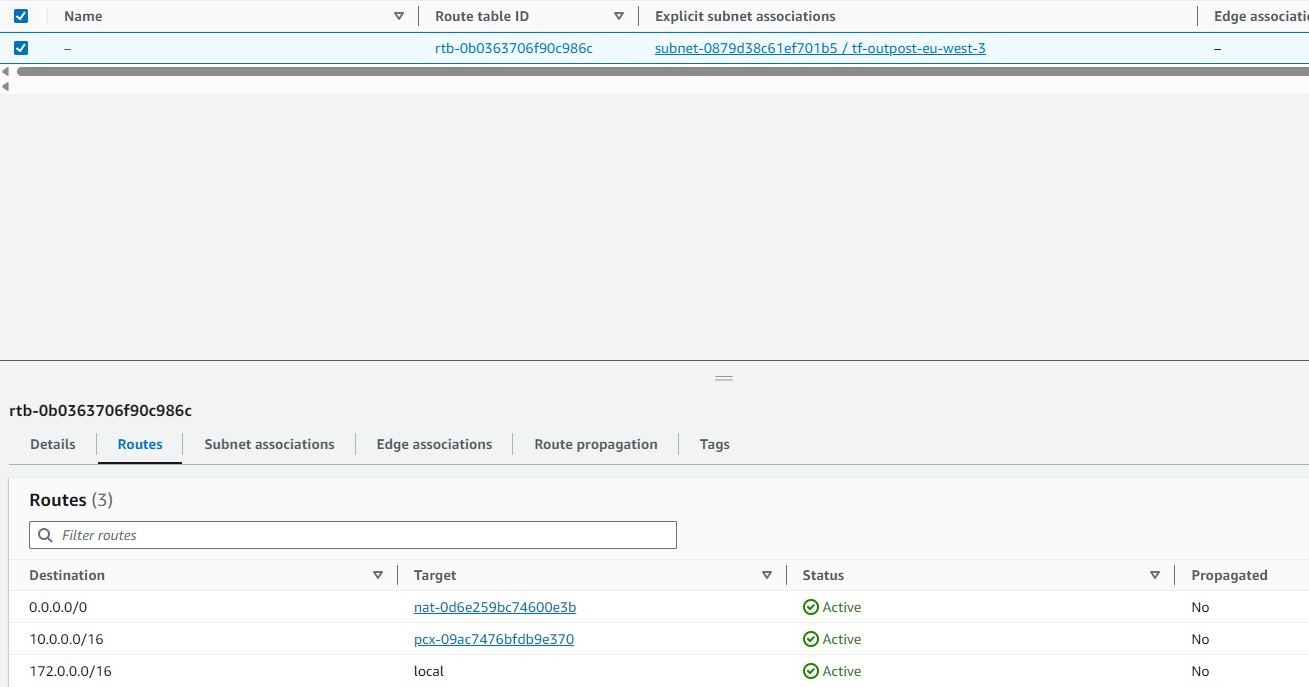 Name Route table ID Explicit subnet associations Edge associati
– rtb-0b0363706f90c986c subnet-0879d38c61ef701b5 / tf-outpost-eu-west-3 –
rtb-0b0363706f90c986c
Details Routes Subnet associations Edge associations Route propagation Tags
Routes (3)
Filter routes
Destination Target Status Propagated
0.0.0.0/0 nat-0d6e259bc74600e3b Active No
10.0.0.0/16 pcx-09ac7476bfdb9e370 Active No
172.0.0.0/16 local Active No